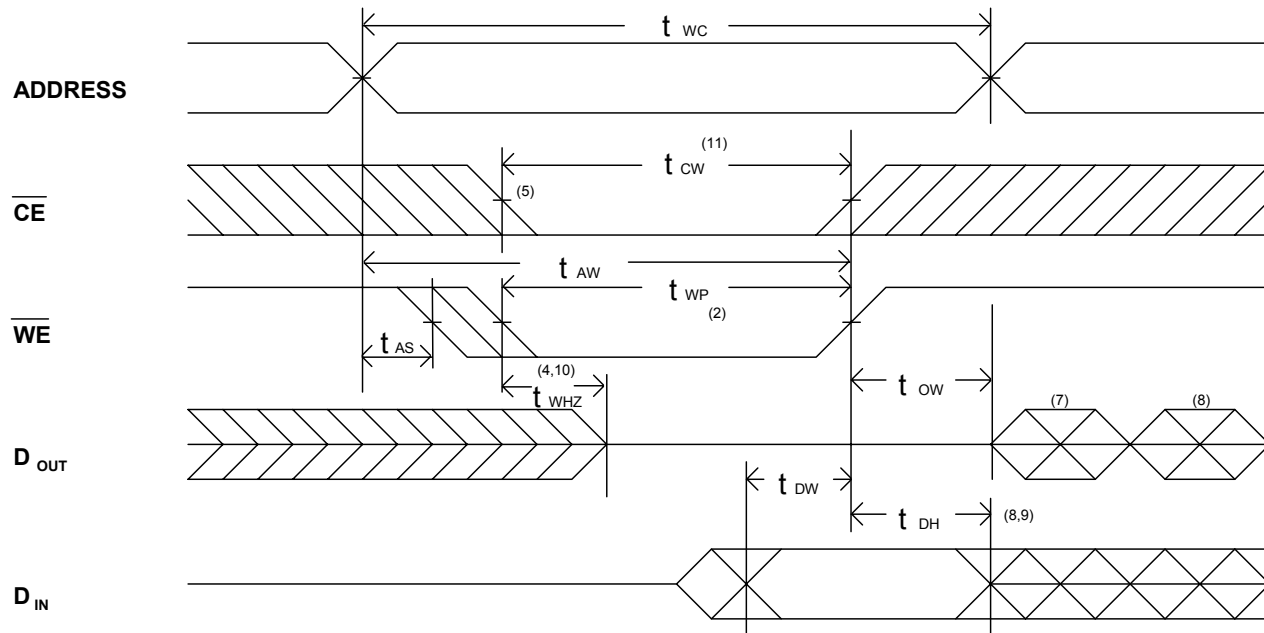 t WC
ADDRESS
t CW (11)
CE (5)
t AW
t WP (2)
WE
t AS
t WHZ (4,10)
t OW
D OUT (7) (8)
t DW
t DH (8,9)
D IN